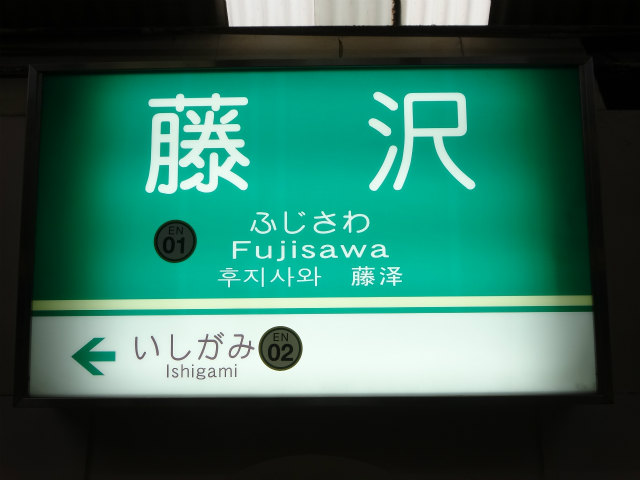 藤沢
ふじさわ
EN
01
Fujisawa
후지사와 藤泽
いしがみ
EN
02
Ishigami